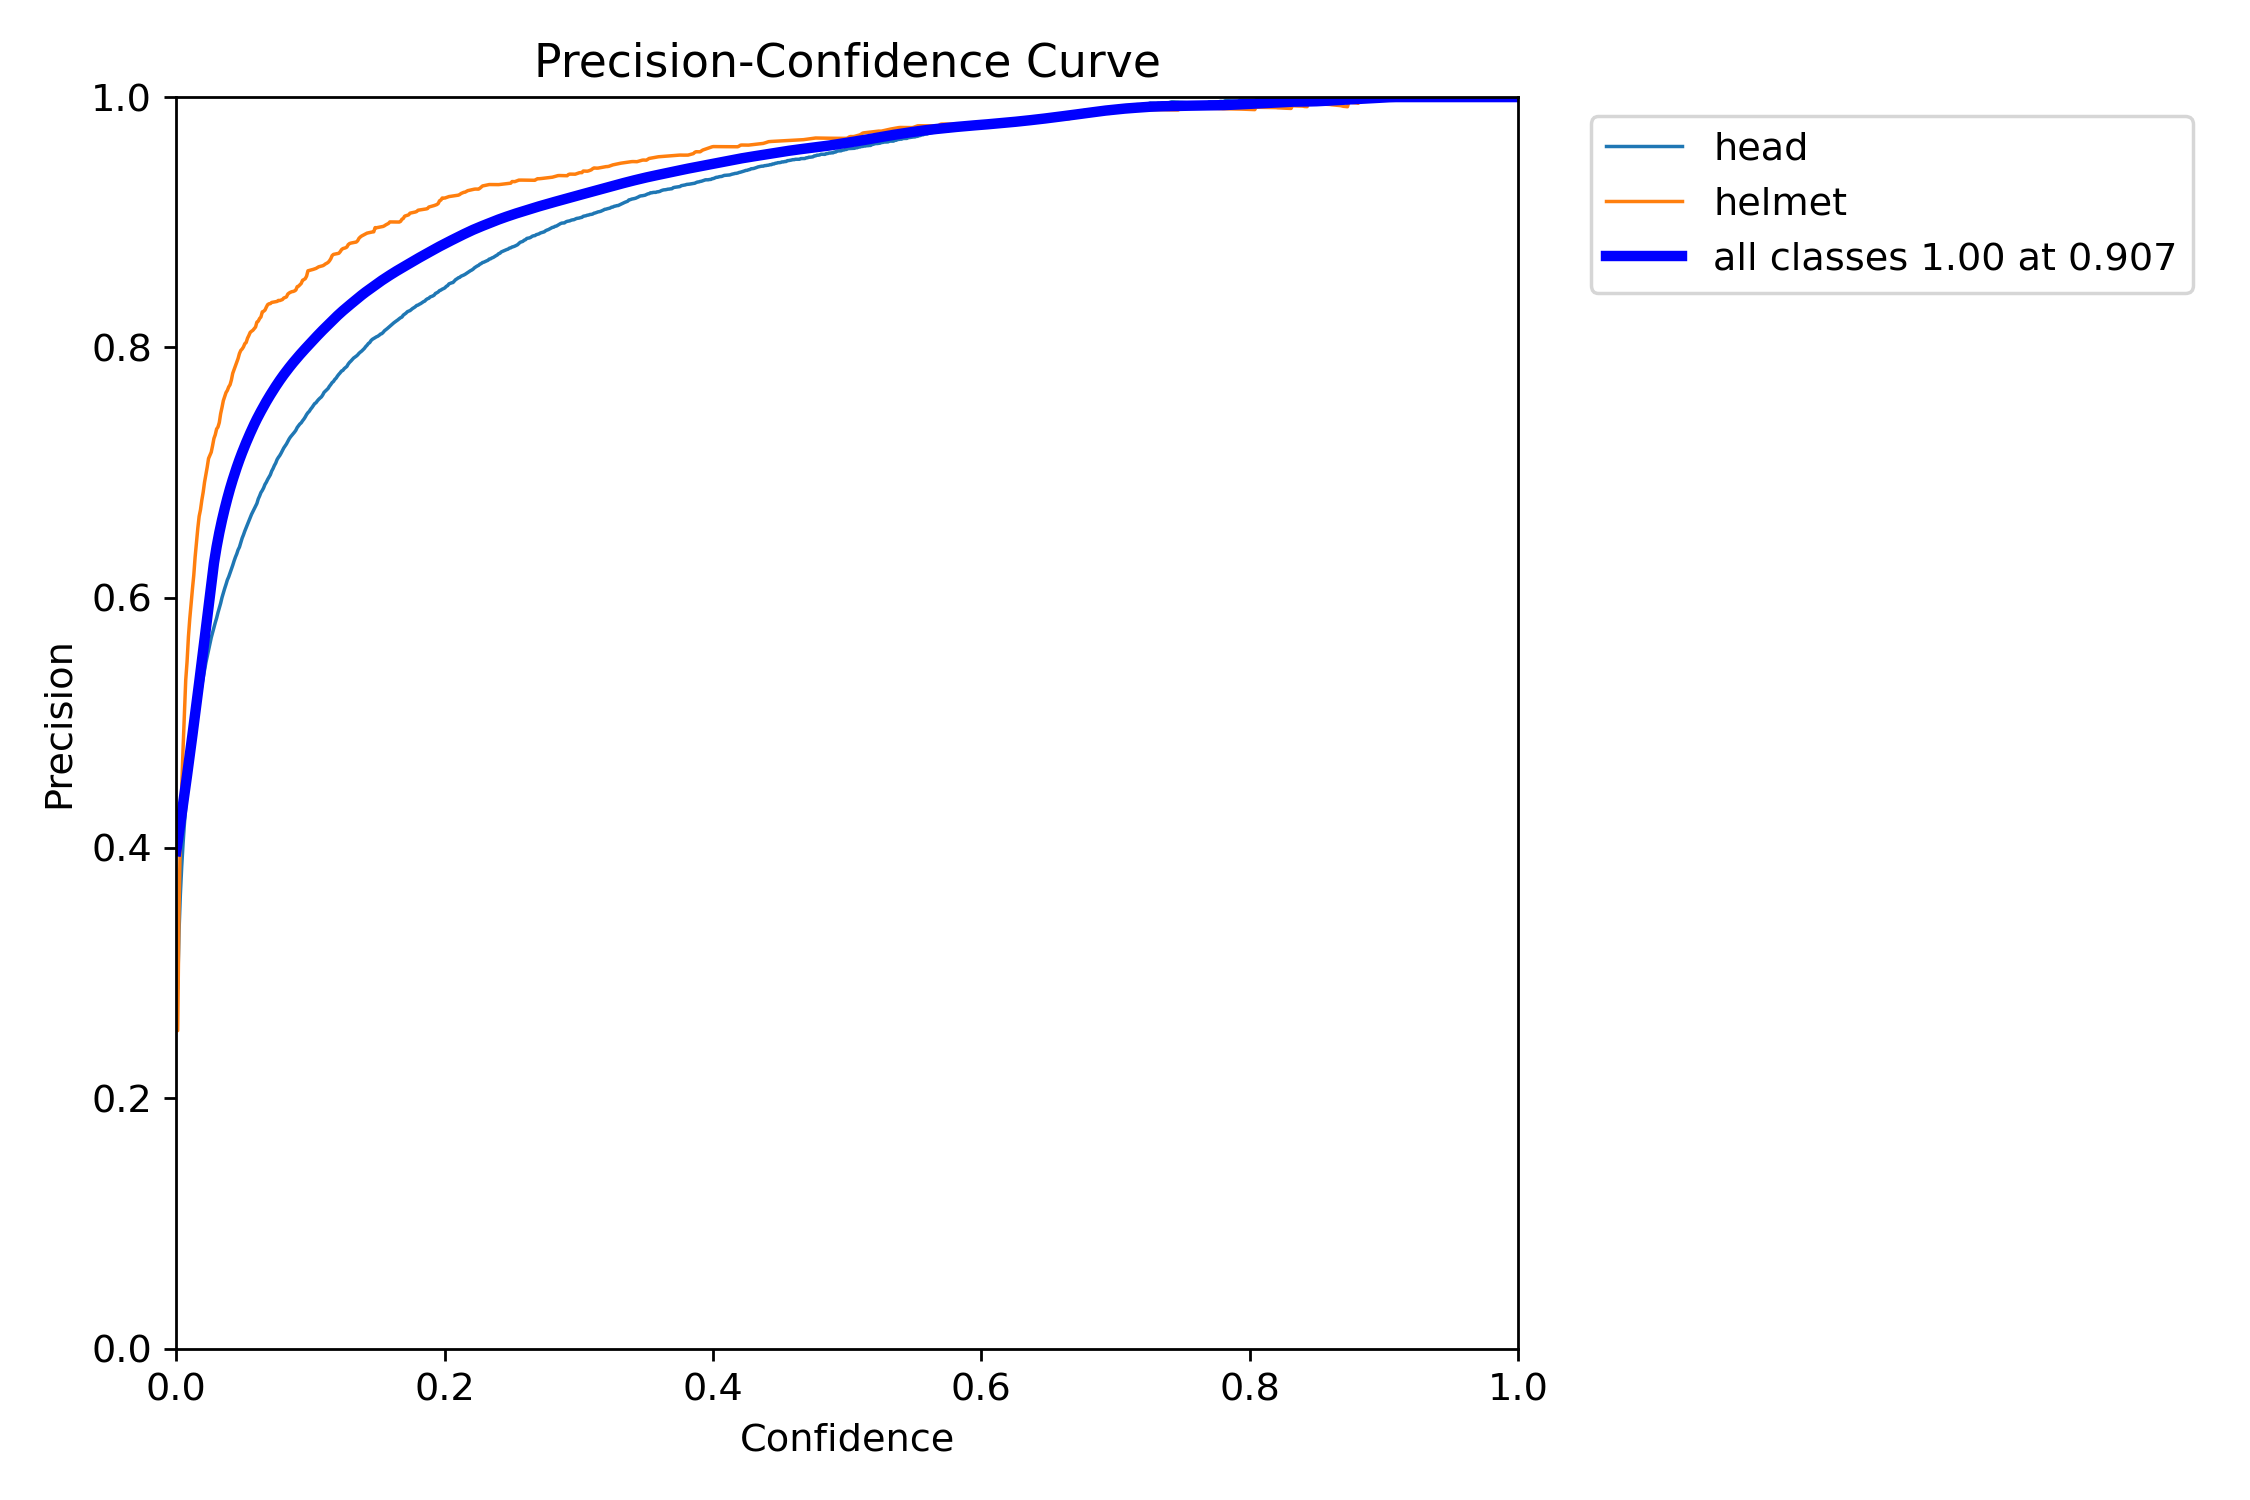 Precision-Confidence Curve
1.0
0.8
0.6
0.4
0.2
0.0
Precision
0.0 0.2 0.4 0.6 0.8 1.0
Confidence
head
helmet
all classes 1.00 at 0.907